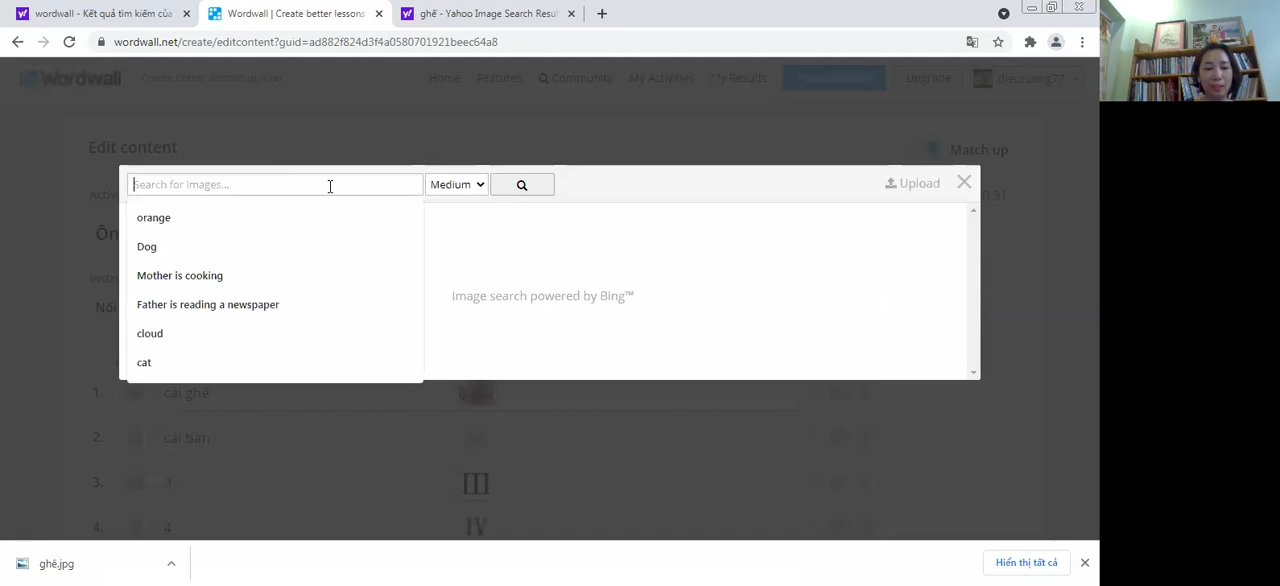 wordwall - Kết quả tìm kiếm của
Wordwall | Create better lessons
ghế - Yahoo Image Search Resu
wordwall.net/create/editcontent?guid=ad882f824d3f4a0580701921beec64a8
Wordwall
Create better lessons quicker
Home
Features
Community
My Activities
My Results
Upgrade
dieutuong77
Edit content
Match up
Search for images...
Medium
Upload
orange
Dog
Mother is cooking
Father is reading a newspaper
cloud
cat
Image search powered by Bing™
1. cái ghế
2. cái bàn
3. 3 III
4. 4 IV
ghế.jpg
Hiển thị tất cả